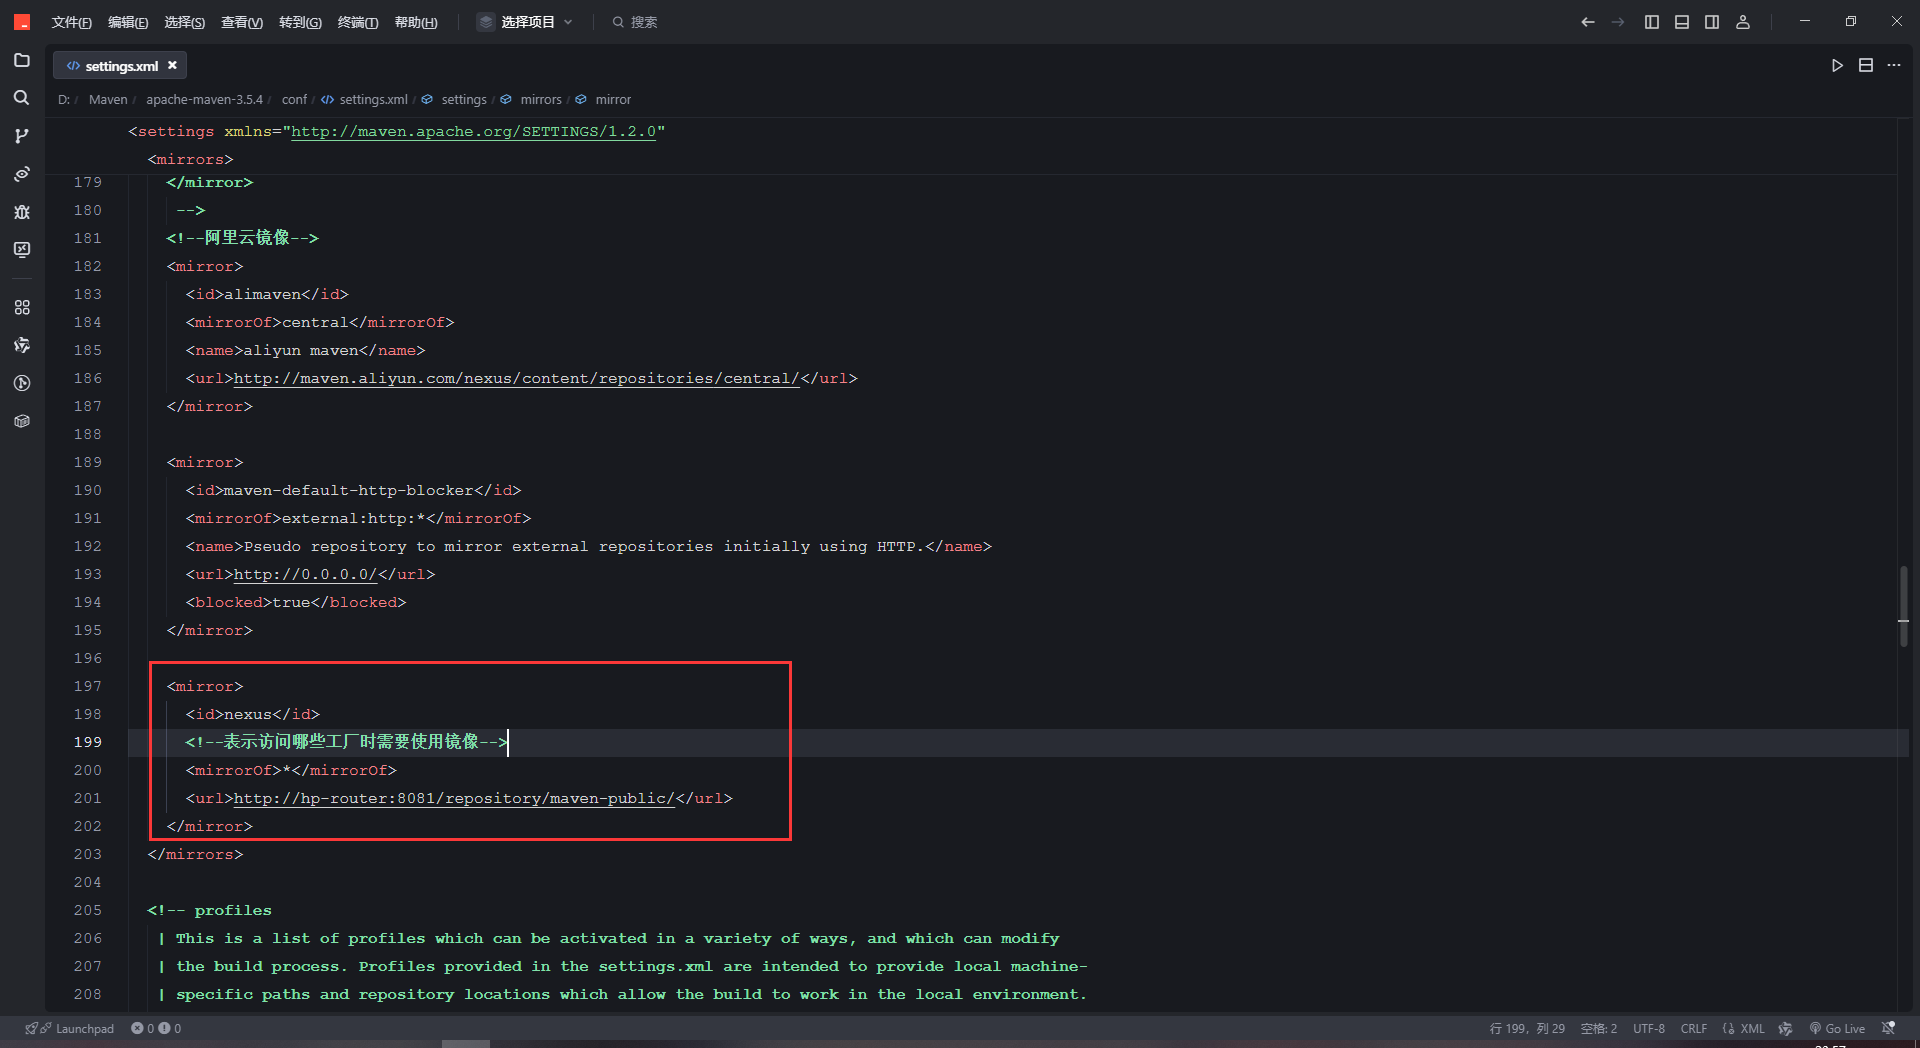 文件(F) 编辑(E) 选择(S) 查看(V) 转到(G) 终端(T) 帮助(H) 选择项目 搜索
settings.xml
D: / Maven / apache-maven-3.5.4 / conf / settings.xml / settings / mirrors / mirror
<settings xmlns="http://maven.apache.org/SETTINGS/1.2.0"
<mirrors>
179 </mirror>
180 -->
181 <!--阿里云镜像-->
182 <mirror>
183 <id>alimaven</id>
184 <mirrorOf>central</mirrorOf>
185 <name>aliyun maven</name>
186 <url>http://maven.aliyun.com/nexus/content/repositories/central/</url>
187 </mirror>
188
189 <mirror>
190 <id>maven-default-http-blocker</id>
191 <mirrorOf>external:http:*</mirrorOf>
192 <name>Pseudo repository to mirror external repositories initially using HTTP.</name>
193 <url>http://0.0.0.0/</url>
194 <blocked>true</blocked>
195 </mirror>
196
197 <mirror>
198 <id>nexus</id>
199 <!--表示访问哪些工厂时需要使用镜像-->
200 <mirrorOf>*</mirrorOf>
201 <url>http://hp-router:8081/repository/maven-public/</url>
202 </mirror>
203 </mirrors>
204
205 <!-- profiles
206 | This is a list of profiles which can be activated in a variety of ways, and which can modify
207 | the build process. Profiles provided in the settings.xml are intended to provide local machine-
208 | specific paths and repository locations which allow the build to work in the local environment.
Launchpad 0 0 行 199，列 29 空格: 2 UTF-8 CRLF XML Go Live